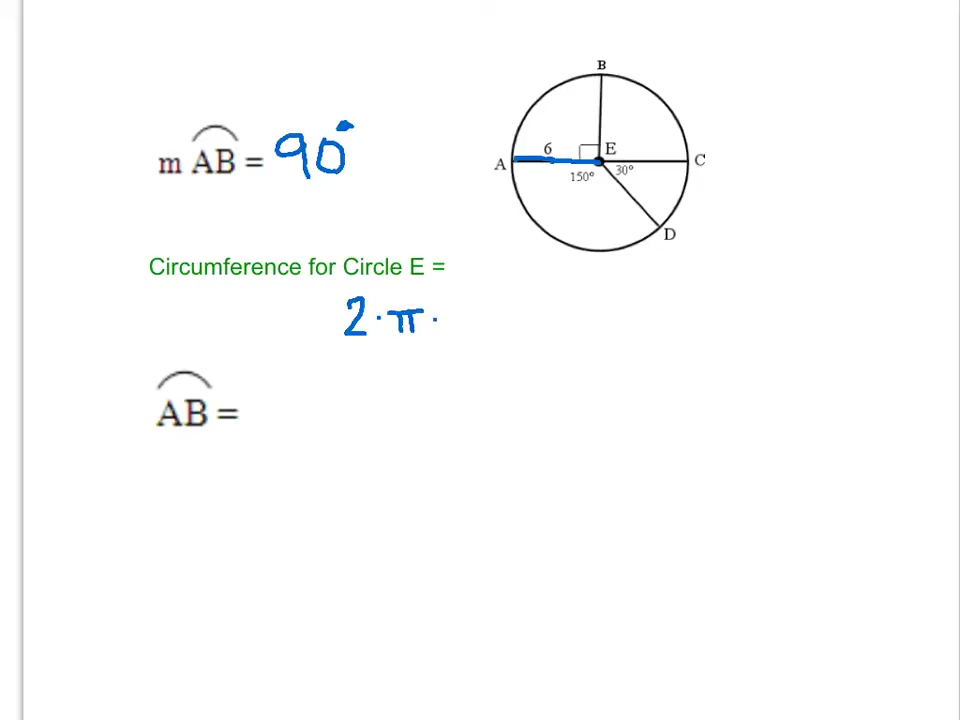 B
m AB = 90°
6
E
A
C
150°
30°
D
Circumference for Circle E =
2 · π ·
AB =